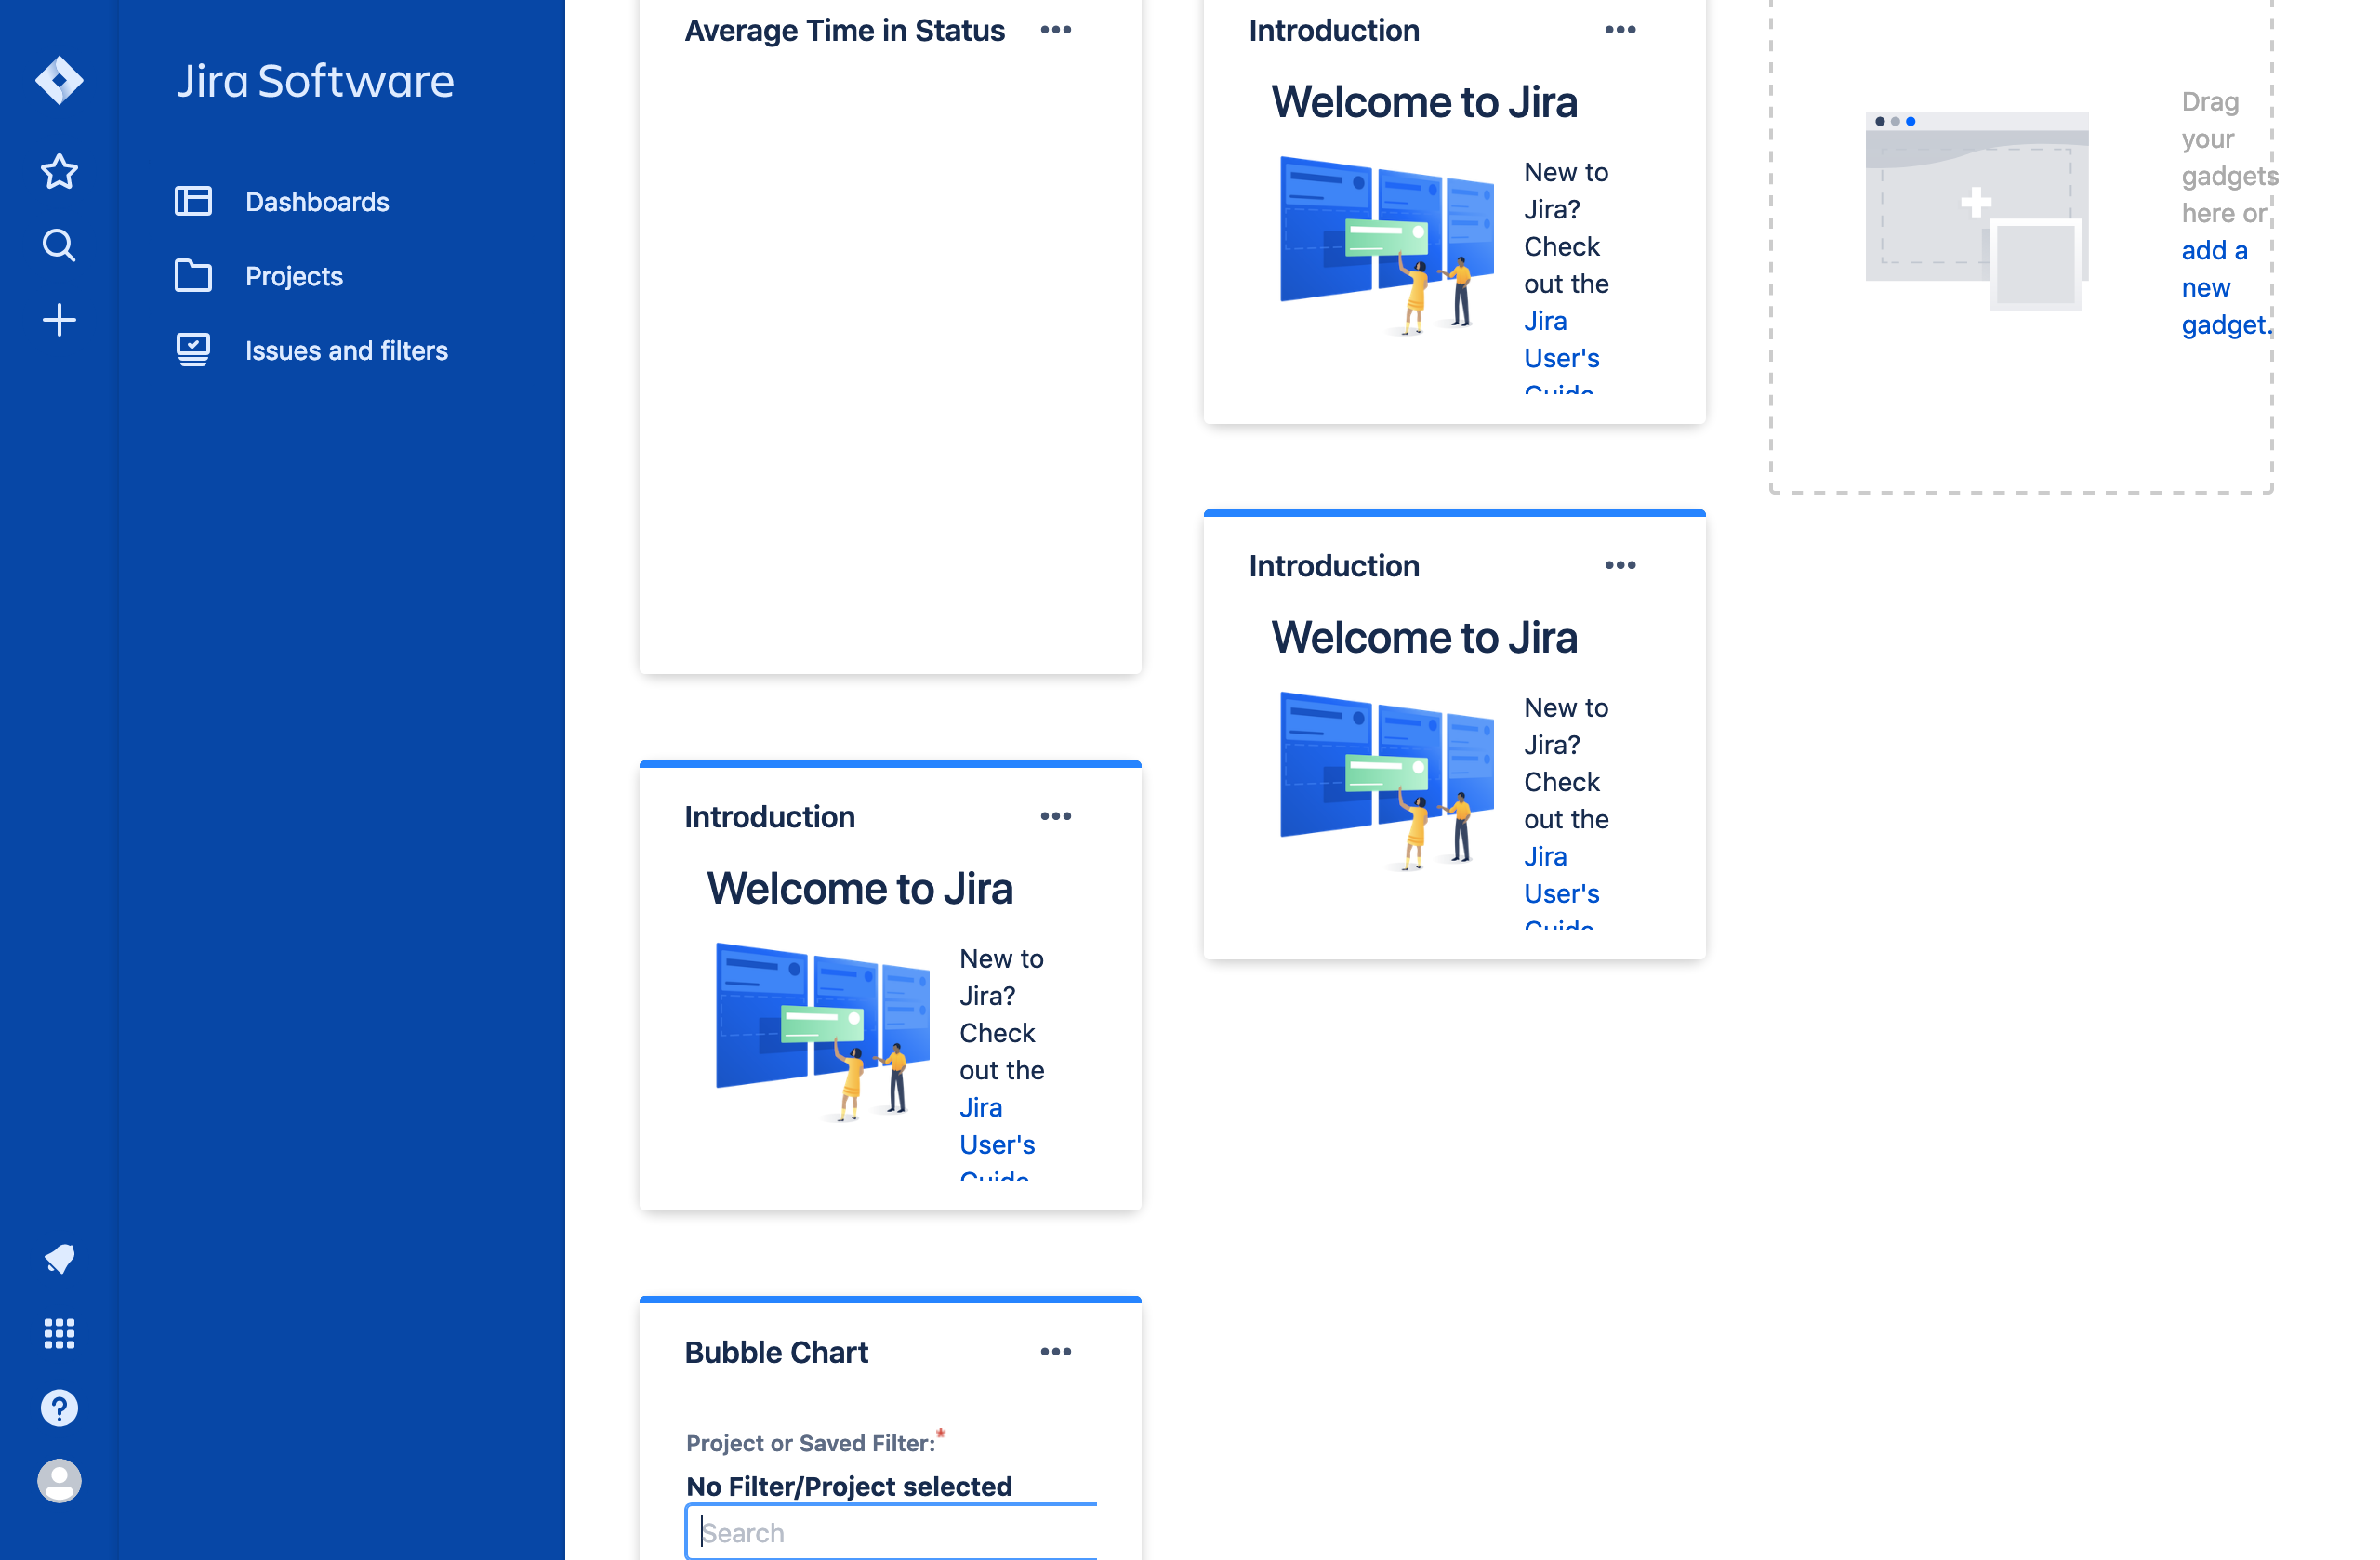 Jira Software
Dashboards
Projects
Issues and filters
Average Time in Status
Introduction
Welcome to Jira
New to
Jira?
Check
out the
Jira
User's
Guide
Introduction
Welcome to Jira
New to
Jira?
Check
out the
Jira
User's
Guide
Bubble Chart
Project or Saved Filter:*
No Filter/Project selected
Search
Introduction
Welcome to Jira
New to
Jira?
Check
out the
Jira
User's
Guide
Drag
your
gadgets
here or
add a
new
gadget.